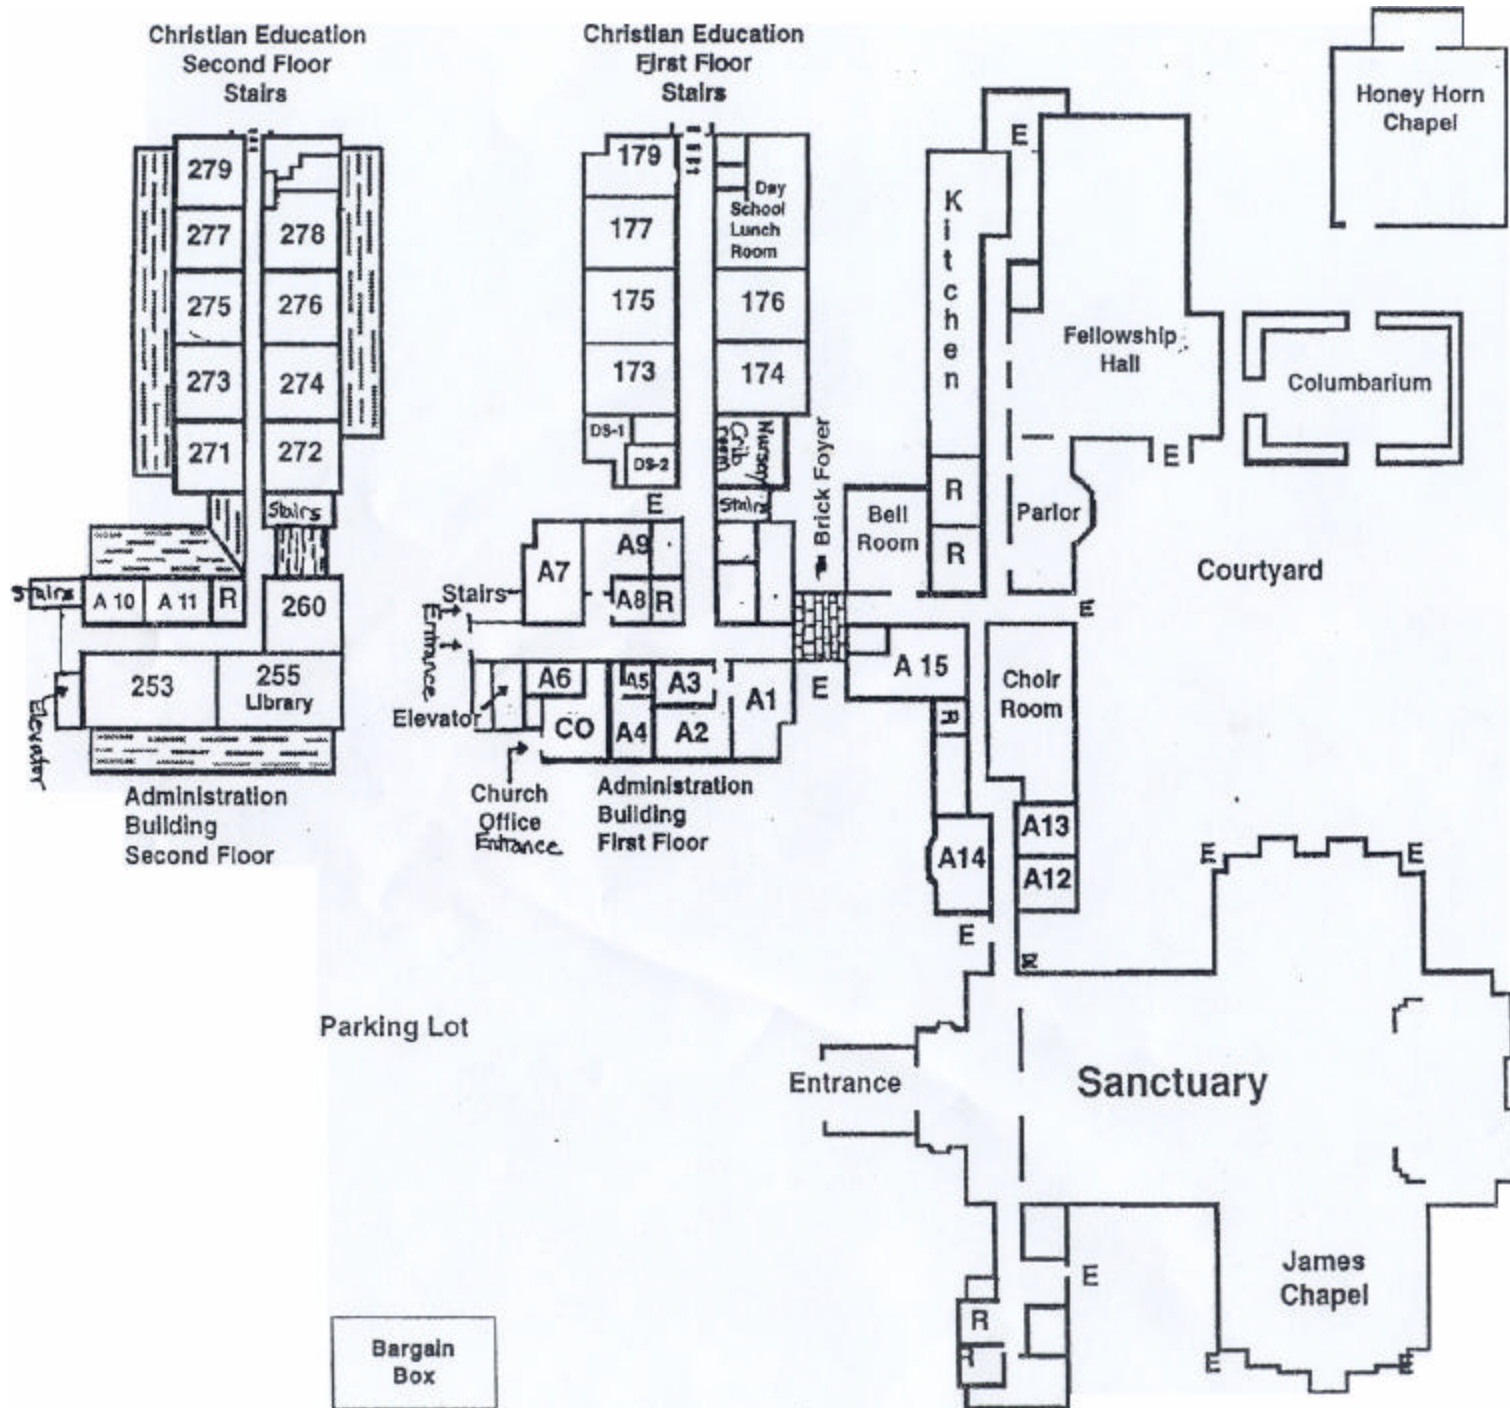 Christian Education
Second Floor
Stairs
279
277
278
275
276
273
274
271
272
Stairs
Stairs
A 10
A 11
R
260
253
255
Library
Elevator
Administration
Building
Second Floor
Christian Education
First Floor
Stairs
179
Day
School
Lunch
Room
177
175
176
173
174
DS-1
DS-2
Nursery
Crib
room
Stairs
E
A7
A9
A8
R
Stairs
Entrance
Elevator
A6
A5
A3
A1
CO
A4
A2
Church
Office
Entrance
Administration
Building
First Floor
Brick Foyer
E
Kitchen
E
Fellowship
Hall
E
R
R
Bell
Room
Parlor
E
A 15
R
Choir
Room
A13
A14
A12
E
R
Honey Horn
Chapel
Columbarium
Courtyard
E
E
Parking Lot
Entrance
Sanctuary
James
Chapel
E
E
E
R
R
Bargain
Box